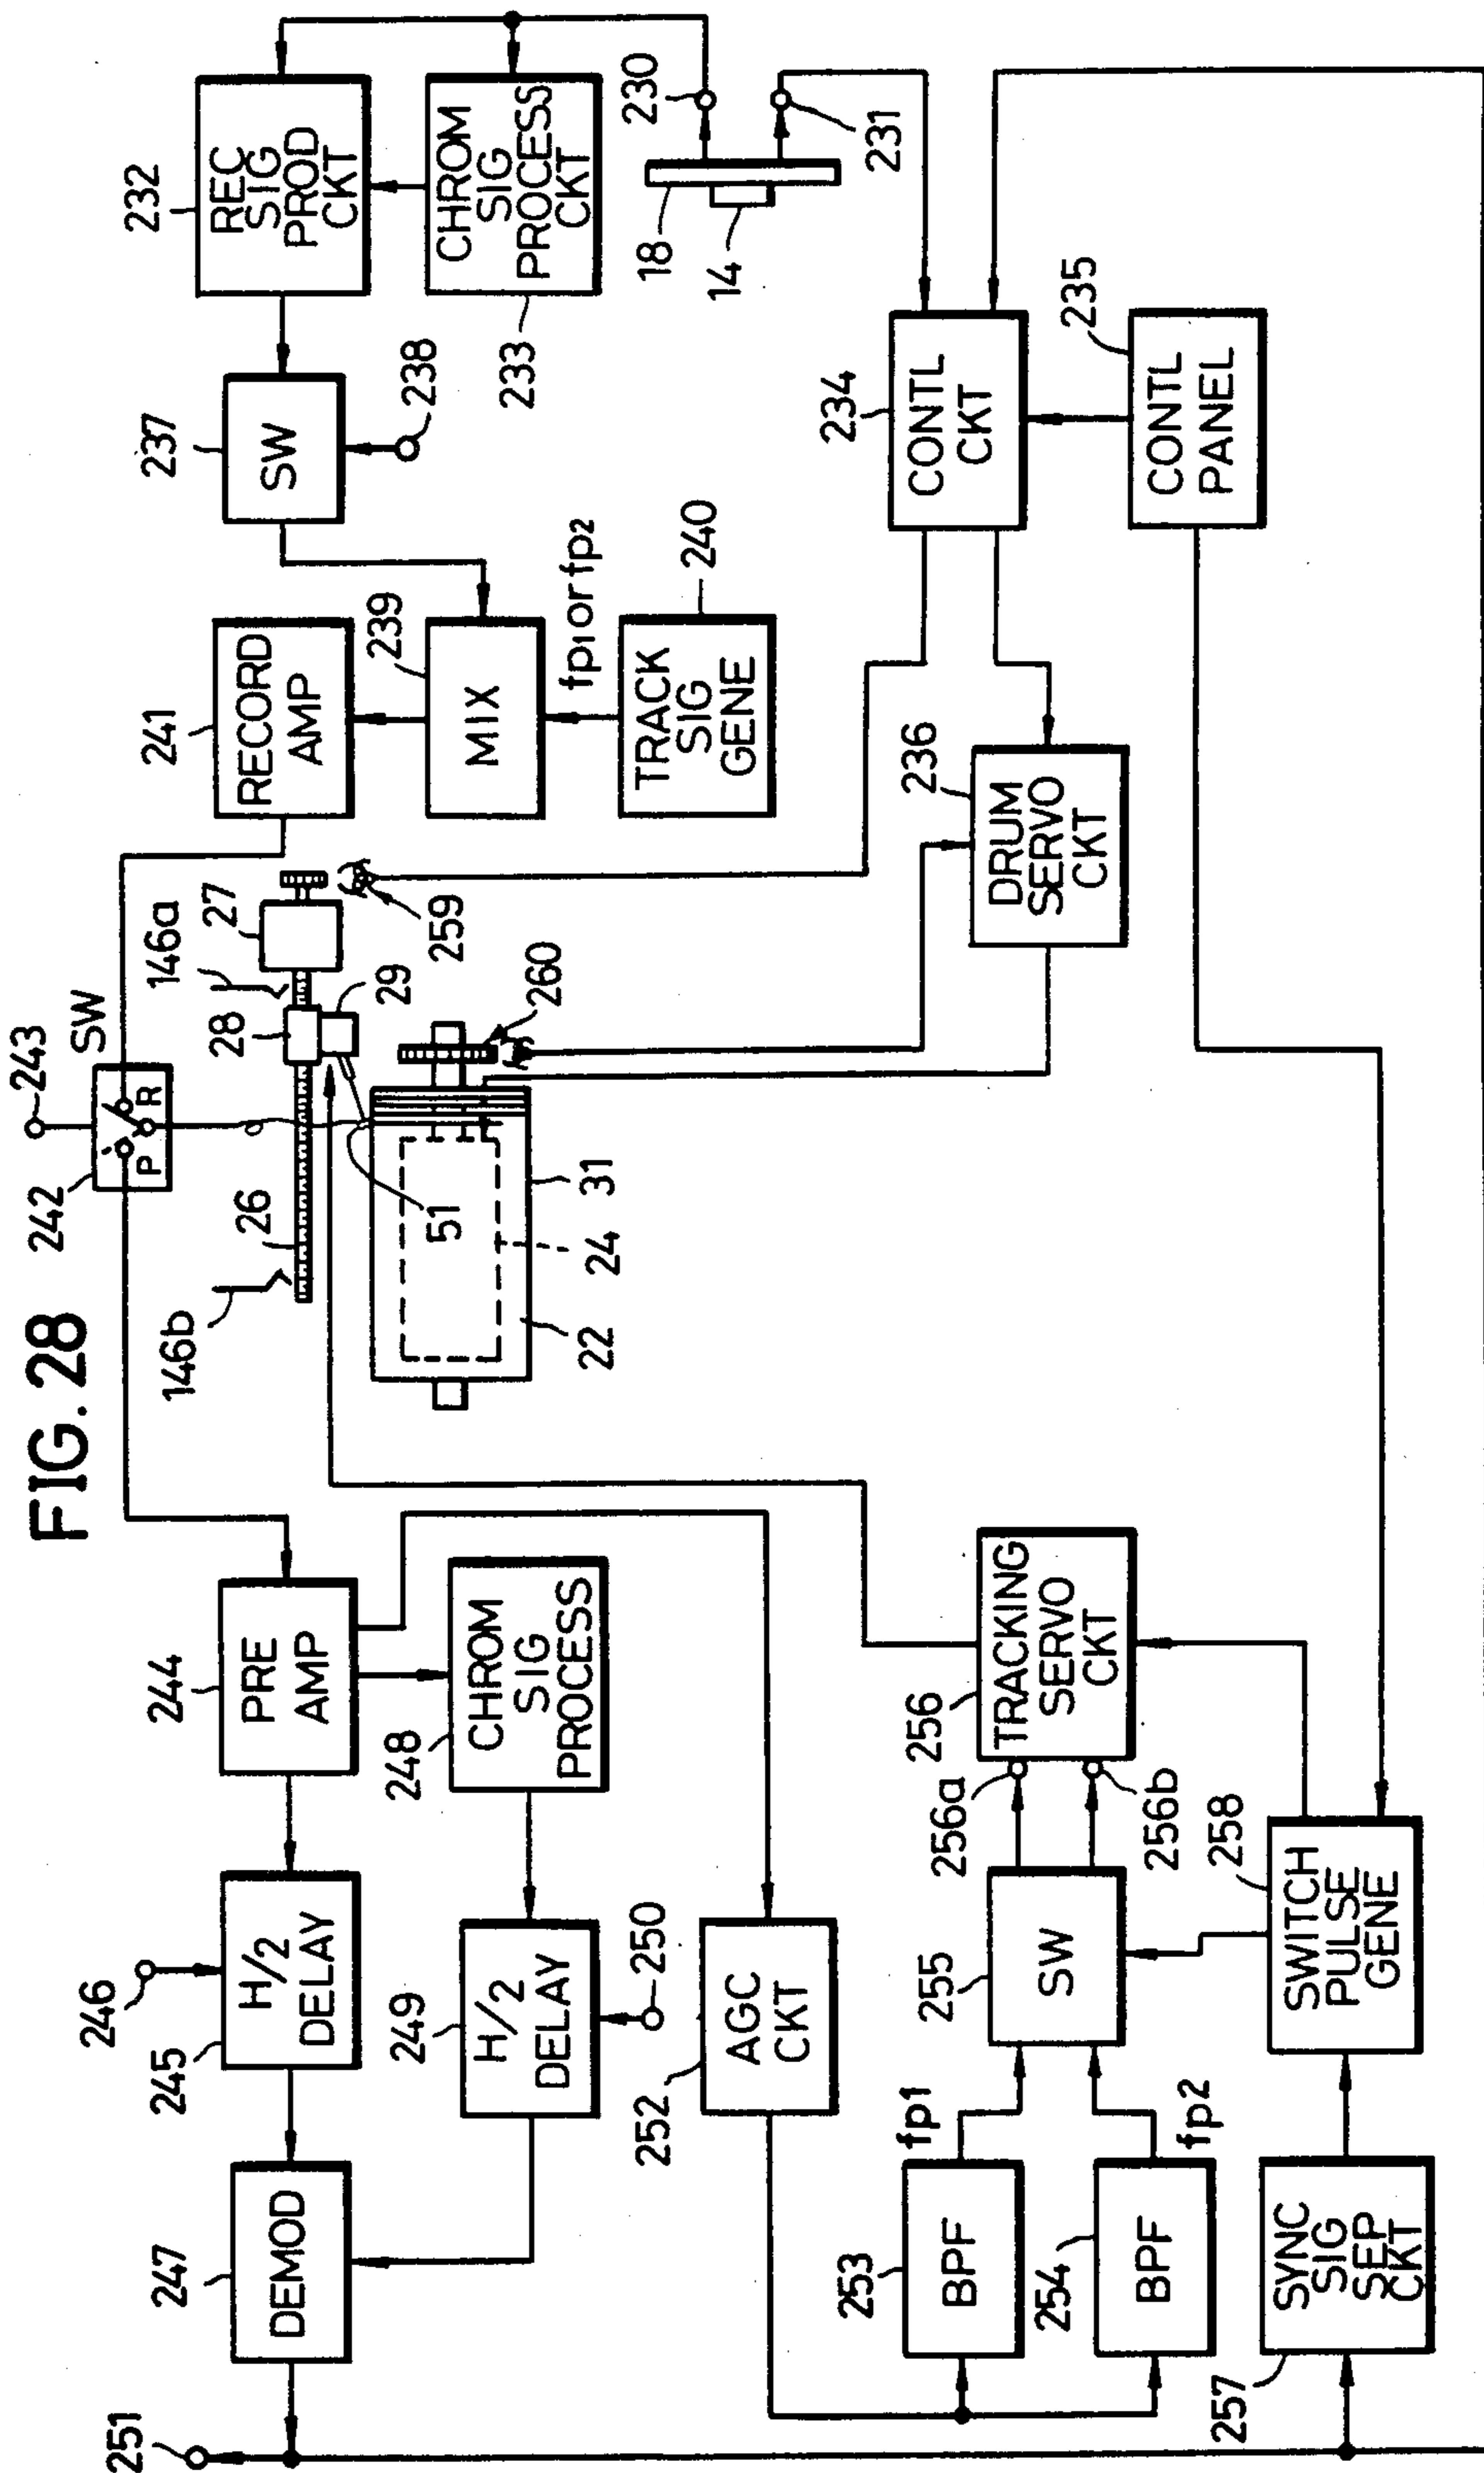 FIG. 28
251
247
DEMOD
246
245
H/2
DELAY
244
PRE
AMP
248
CHROM
SIG
PROCESS
249
H/2
DELAY
250
252
AGC
CKT
253
BPF
fp1
254
BPF
fp2
255
SW
256a
256b
256
TRACKING
SERVO
CKT
257
SYNC
SIG
SEP
CKT
258
SWITCH
PULSE
GENE
242
243
SW
P
R
146b
26
28
146a
27
29
259
260
51
31
24
22
241
RECORD
AMP
239
MIX
fp1 or fp2
240
TRACK
SIG
GENE
237
SW
238
232
REC
SIG
PROD
CKT
233
CHROM
SIG
PROCESS
CKT
230
231
18
14
234
CONTL
CKT
235
CONTL
PANEL
236
DRUM
SERVO
CKT